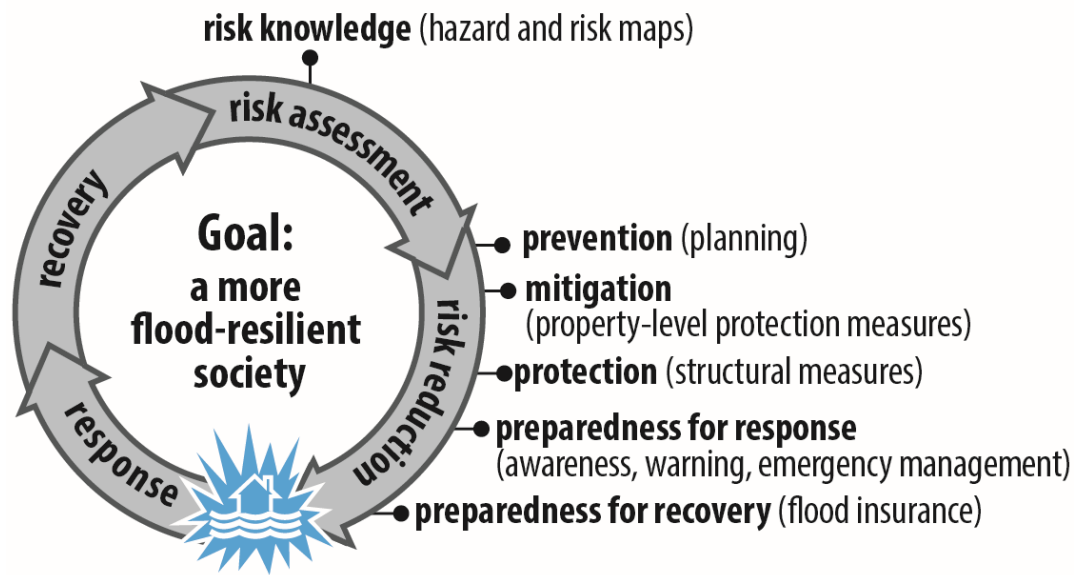 risk knowledge (hazard and risk maps)
risk assessment
recovery
Goal:
a more
flood-resilient
society
prevention (planning)
mitigation
(property-level protection measures)
risk reduction
protection (structural measures)
response
preparedness for response
(awareness, warning, emergency management)
preparedness for recovery (flood insurance)